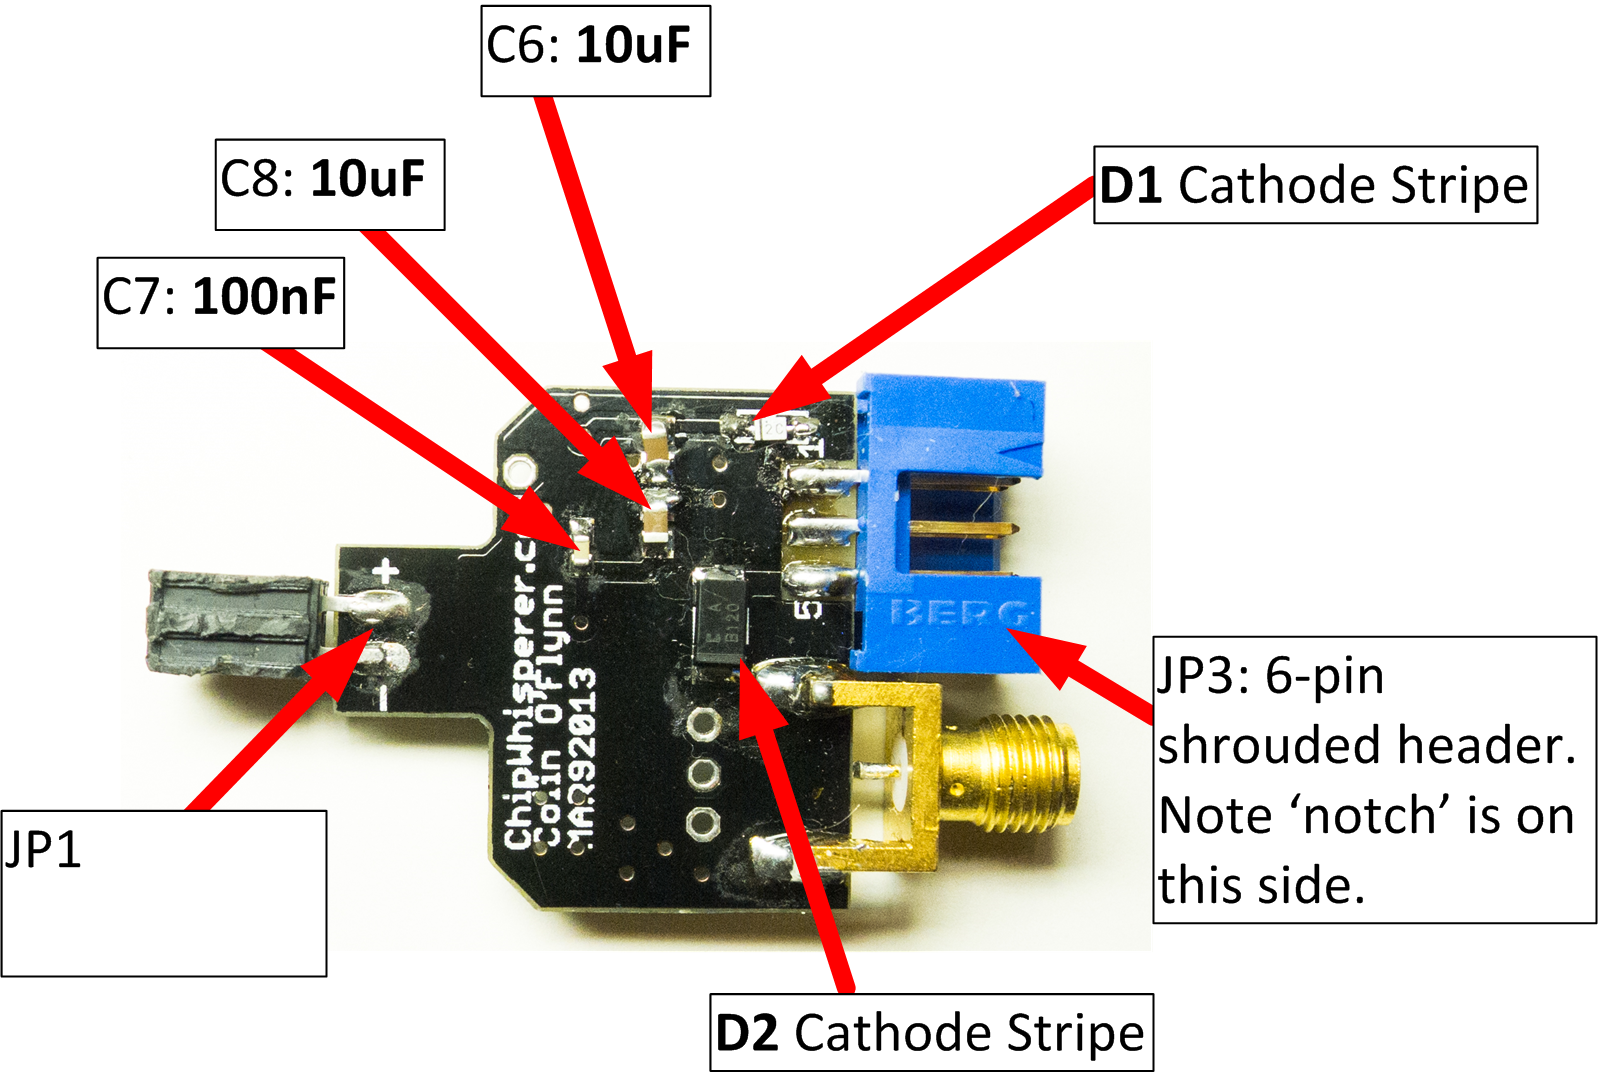 C6: 10uF
C8: 10uF
D1 Cathode Stripe
C7: 100nF
1
+
BERG
5
A
B120
ChipWhisperer.c
Colin O'Flynn
MAR92013
-
JP1
JP3: 6-pin
shrouded header.
Note ‘notch’ is on
this side.
D2 Cathode Stripe